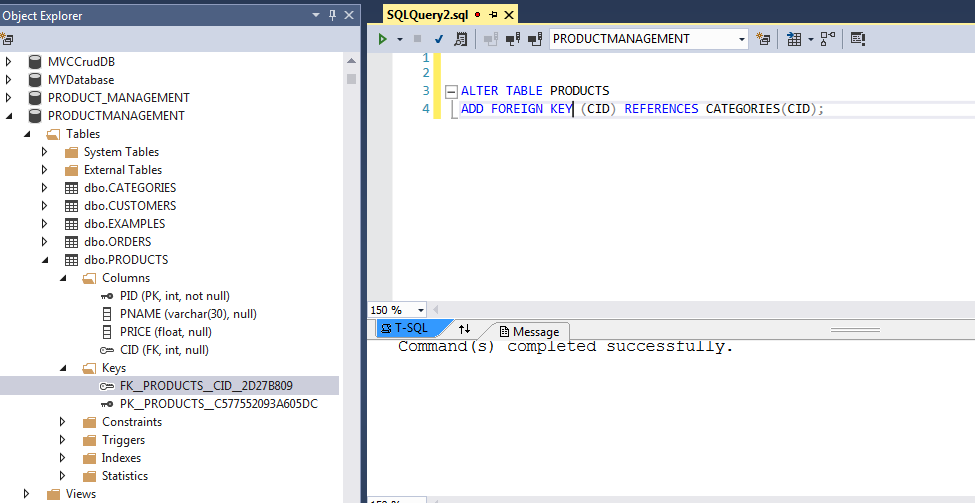 Object Explorer
MVCCrudDB
MYDatabase
PRODUCT_MANAGEMENT
PRODUCTMANAGEMENT
Tables
System Tables
External Tables
dbo.CATEGORIES
dbo.CUSTOMERS
dbo.EXAMPLES
dbo.ORDERS
dbo.PRODUCTS
Columns
PID (PK, int, not null)
PNAME (varchar(30), null)
PRICE (float, null)
CID (FK, int, null)
Keys
FK__PRODUCTS__CID__2D27B809
PK__PRODUCTS__C577552093A605DC
Constraints
Triggers
Indexes
Statistics
Views
SQLQuery2.sql
PRODUCTMANAGEMENT
1
2
3 ALTER TABLE PRODUCTS
4 ADD FOREIGN KEY (CID) REFERENCES CATEGORIES(CID);
150 %
T-SQL
Message
Command(s) completed successfully.
150 %